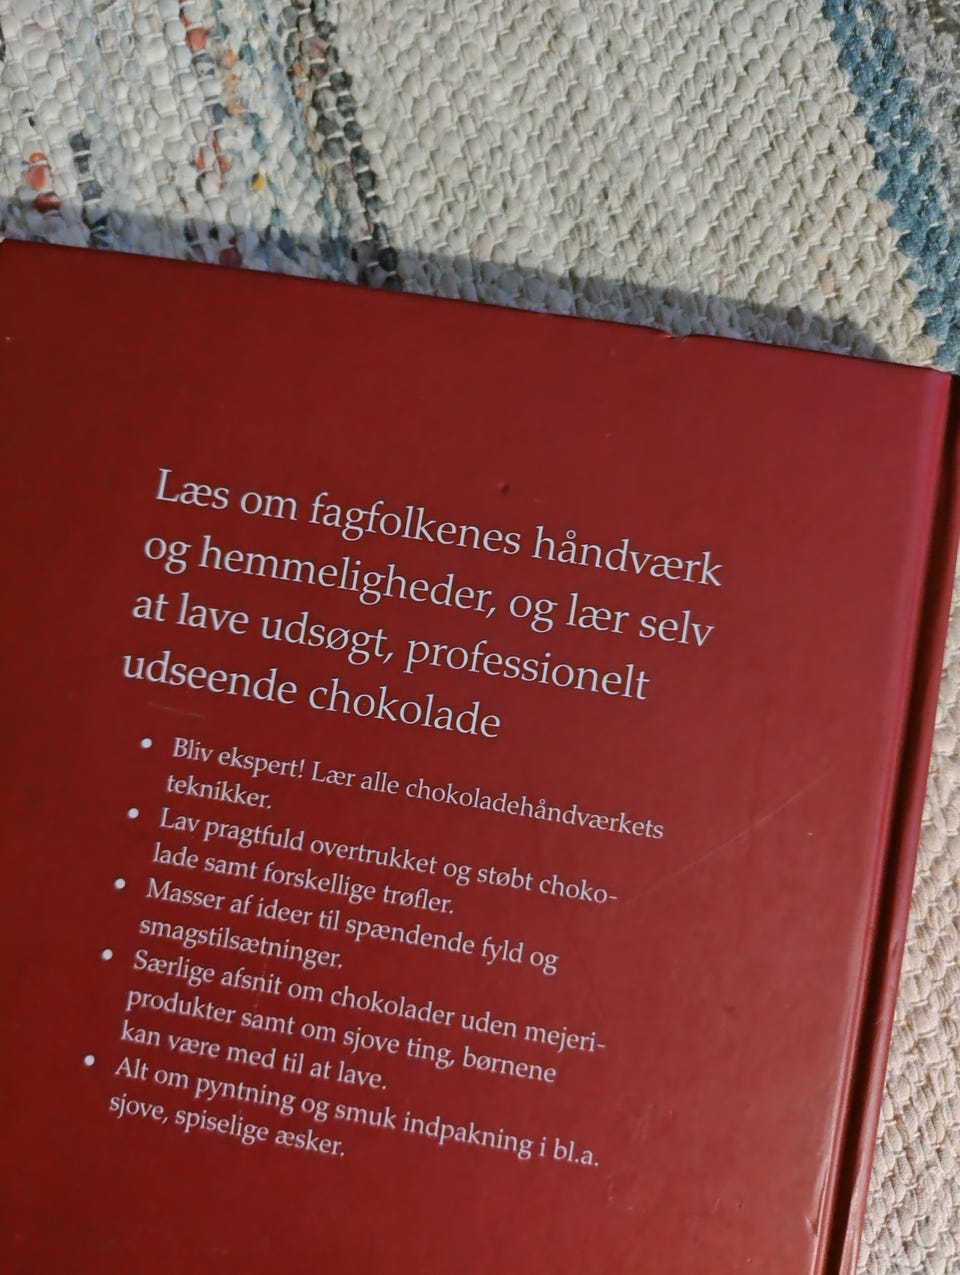 Læs om fagfolkenes håndværk
og hemmeligheder, og lær selv
at lave udsøgt, professionelt
udseende chokolade
• Bliv ekspert! Lær alle chokoladehåndværkets
teknikker.
• Lav pragtfuld overtrukket og støbt choko-
lade samt forskellige trøfler.
• Masser af ideer til spændende fyld og
smagstilsætninger.
• Særlige afsnit om chokolader uden mejeri-
produkter samt om sjove ting, børnene
kan være med til at lave.
• Alt om pyntning og smuk indpakning i bl.a.
sjove, spiselige æsker.